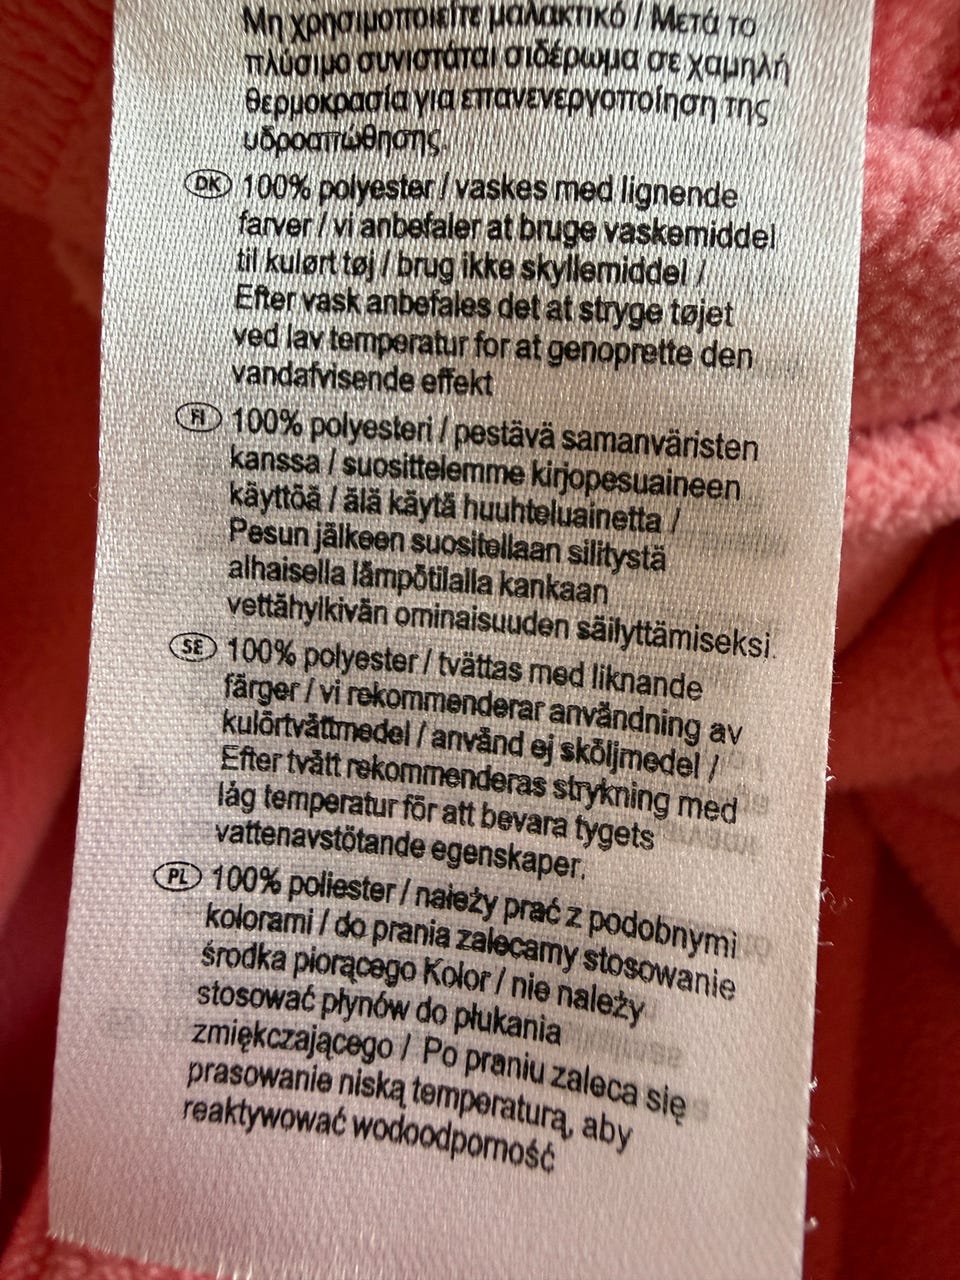 Μη χρησιμοποιείτε μαλακτικό / Μετά το
πλύσιμο συνιστάται σιδέρωμα σε χαμηλή
θερμοκρασία για επανενεργοποίηση της
υδροαπώθησης.
DK 100% polyester / vaskes med lignende
farver / vi anbefaler at bruge vaskemiddel
til kulørt tøj / brug ikke skyllemiddel /
Efter vask anbefales det at stryge tøjet
ved lav temperatur for at genoprette den
vandafvisende effekt
FI 100% polyesteri / pestävä samanväristen
kanssa / suosittelemme kirjopesuaineen
käyttöä / älä käytä huuhteluainetta /
Pesun jälkeen suositellaan silitystä
alhaisella lämpötilalla kankaan
vettähylkivän ominaisuuden säilyttämiseksi.
SE 100% polyester / tvättas med liknande
färger / vi rekommenderar användning av
kulörtvättmedel / använd ej sköljmedel /
Efter tvätt rekommenderas strykning med
låg temperatur för att bevara tygets
vattenavstötande egenskaper.
PL 100% poliester / należy prać z podobnymi
kolorami / do prania zalecamy stosowanie
środka piorącego Kolor / nie należy
stosować płynów do płukania
zmiękczającego / Po praniu zaleca się
prasowanie niską temperaturą, aby
reaktywować wodoodporność